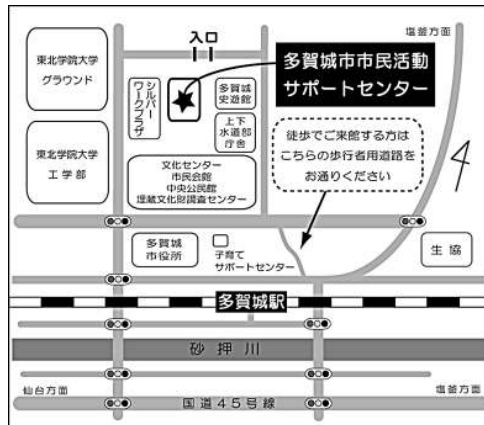 入口
塩釜方面
東北学院大学
グラウンド
シルバー
ワークプラザ
多賀城
史遊館
多賀城市市民活動
サポートセンター
上下
水道部
庁舎
徒歩でご来館する方は
こちらの歩行者用道路を
お通りください
東北学院大学
工学部
文化センター
市民会館
中央公民館
埋蔵文化財調査センター
多賀城
市役所
子育て
サポートセンター
生協
多賀城駅
砂押川
仙台方面
国道45号線
塩釜方面